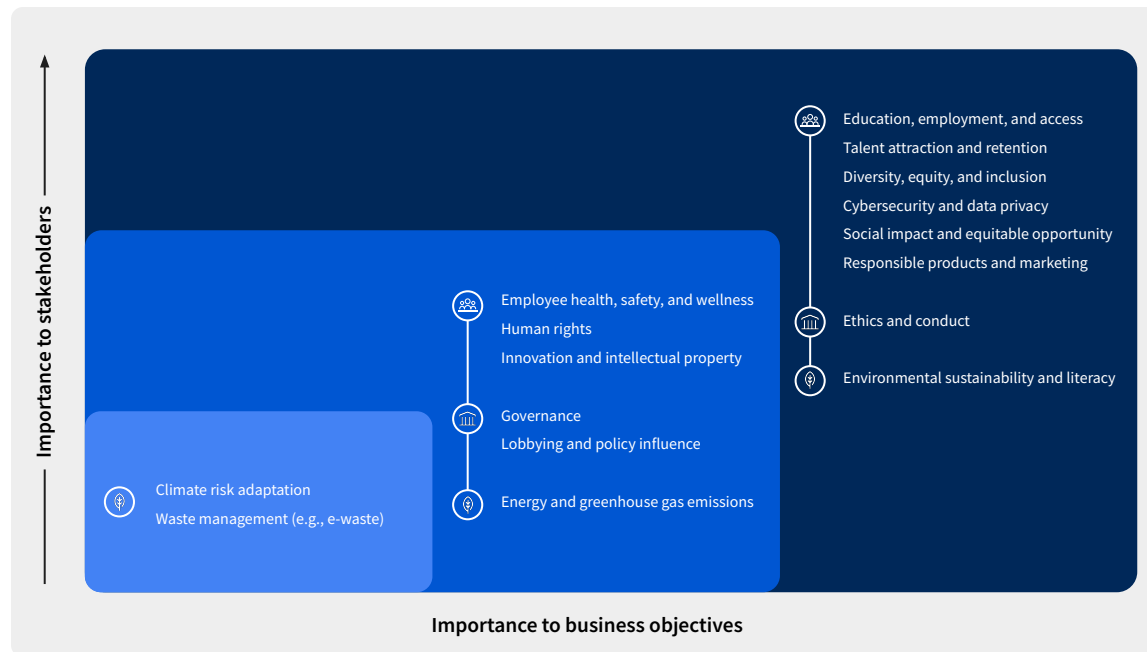 Importance to stakeholders
Education, employment, and access
Talent attraction and retention
Diversity, equity, and inclusion
Cybersecurity and data privacy
Social impact and equitable opportunity
Responsible products and marketing
Ethics and conduct
Environmental sustainability and literacy
Employee health, safety, and wellness
Human rights
Innovation and intellectual property
Governance
Lobbying and policy influence
Energy and greenhouse gas emissions
Climate risk adaptation
Waste management (e.g., e-waste)
Importance to business objectives